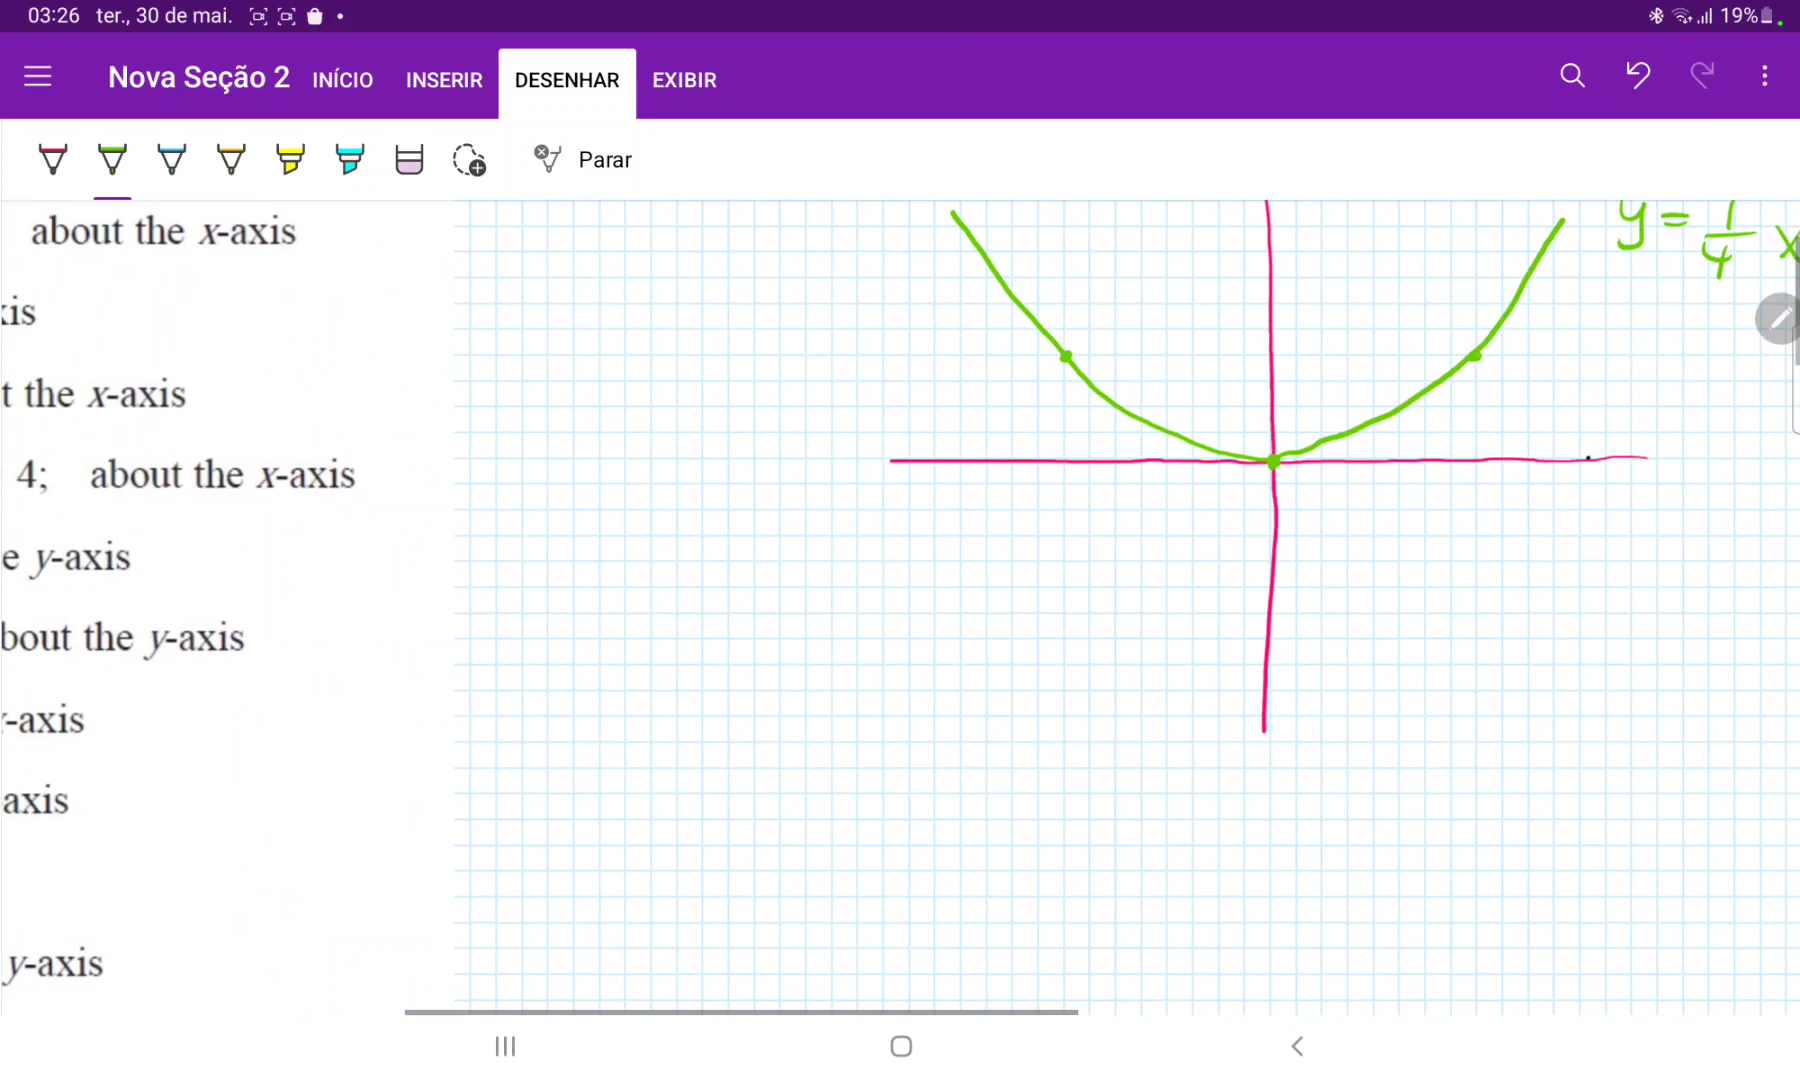 03:26 ter., 30 de mai. 19%
Nova Seção 2 INÍCIO INSERIR DESENHAR EXIBIR
Parar
about the x-axis
y = 1/4 x
xis
t the x-axis
4; about the x-axis
e y-axis
bout the y-axis
-axis
axis
y-axis